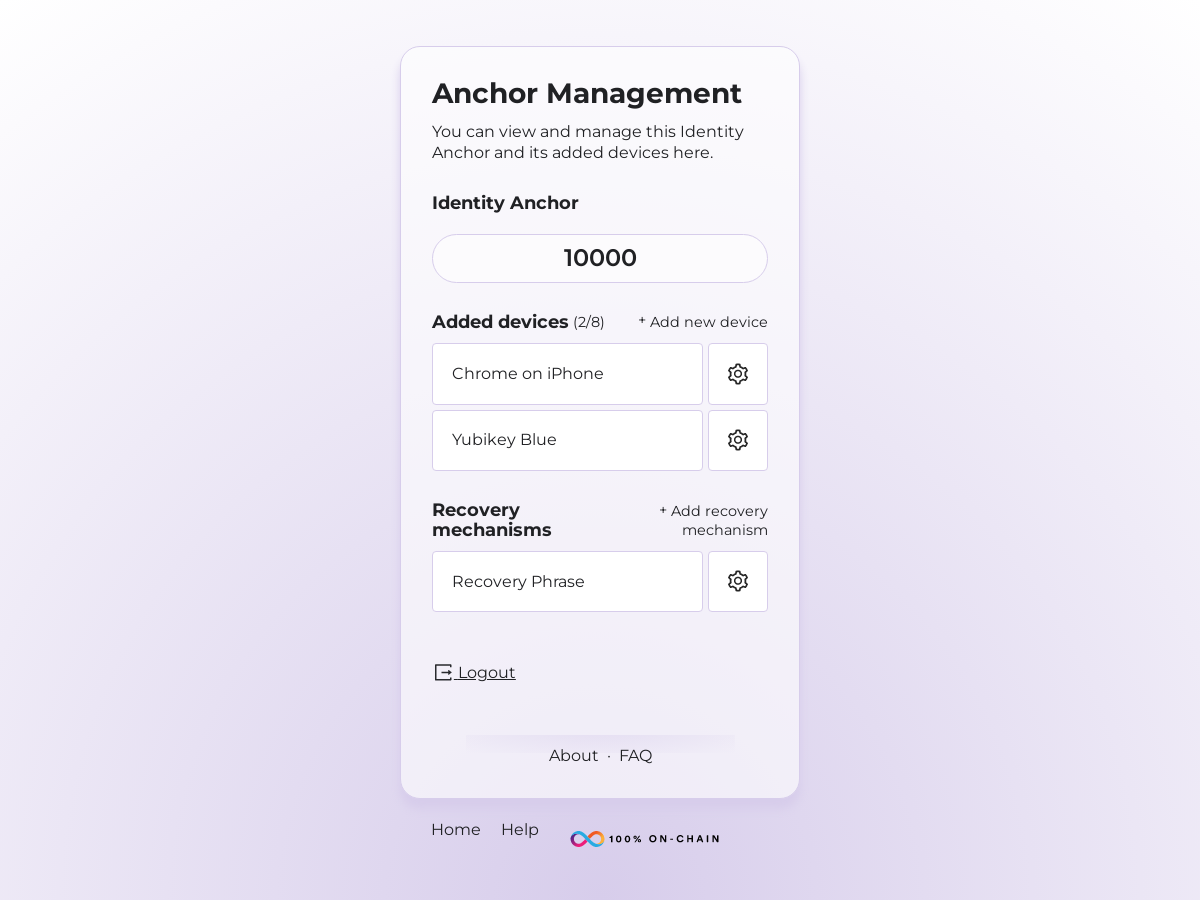 Anchor Management
You can view and manage this Identity
Anchor and its added devices here.
Identity Anchor
10000
Added devices (2/8) + Add new device
Chrome on iPhone
Yubikey Blue
Recovery
mechanisms
+ Add recovery
mechanism
Recovery Phrase
Logout
About · FAQ
Home Help 100% ON-CHAIN